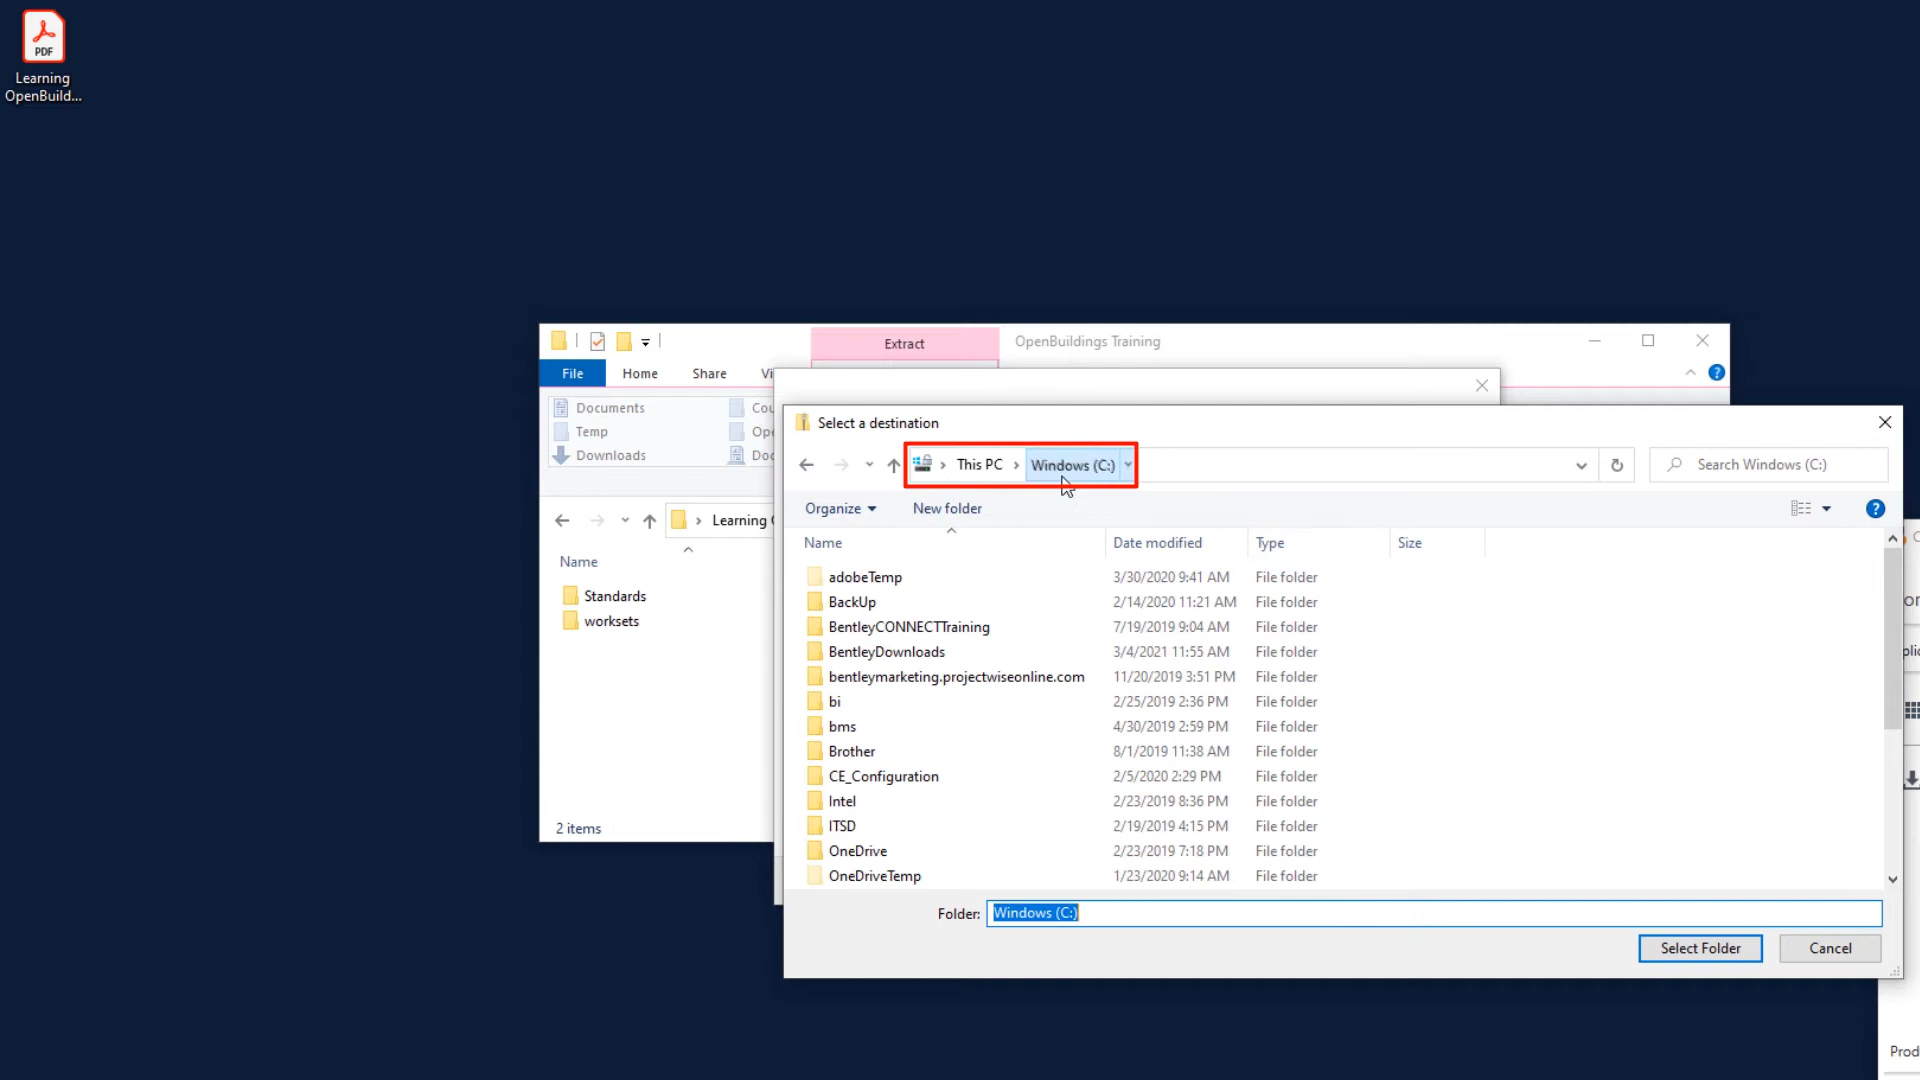 PDF
Learning
OpenBuild...
Extract
OpenBuildings Training
File
Home
Share
Vi
Documents
Cou
Temp
Ope
Downloads
Doc
Learning
Name
Standards
worksets
2 items
Select a destination
This PC
Windows (C:)
Search Windows (C:)
Organize
New folder
Name
Date modified
Type
Size
adobeTemp 3/30/2020 9:41 AM File folder
BackUp 2/14/2020 11:21 AM File folder
BentleyCONNECTTraining 7/19/2019 9:04 AM File folder
BentleyDownloads 3/4/2021 11:55 AM File folder
bentleymarketing.projectwiseonline.com 11/20/2019 3:51 PM File folder
bi 2/25/2019 2:36 PM File folder
bms 4/30/2019 2:59 PM File folder
Brother 8/1/2019 11:38 AM File folder
CE_Configuration 2/5/2020 2:29 PM File folder
Intel 2/23/2019 8:36 PM File folder
ITSD 2/19/2019 4:15 PM File folder
OneDrive 2/23/2019 7:18 PM File folder
OneDriveTemp 1/23/2020 9:14 AM File folder
Folder: Windows (C:)
Select Folder
Cancel
Prod